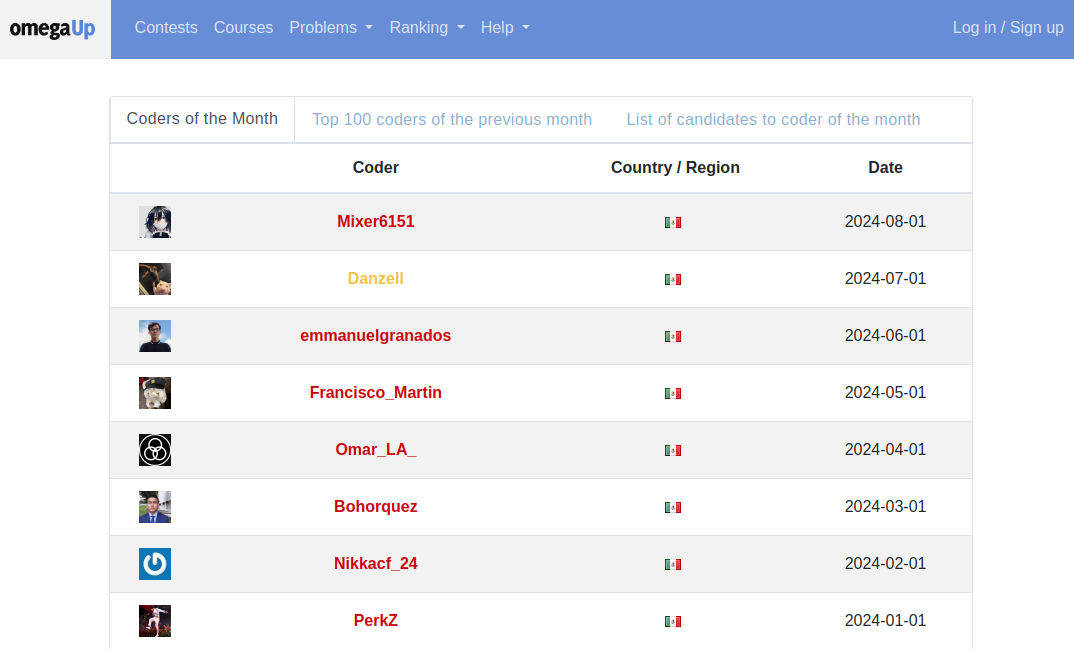 omegaUp Contests Courses Problems Ranking Help Log in / Sign up
Coders of the Month Top 100 coders of the previous month List of candidates to coder of the month
Coder Country / Region Date
Mixer6151 2024-08-01
Danzell 2024-07-01
emmanuelgranados 2024-06-01
Francisco_Martin 2024-05-01
Omar_LA_ 2024-04-01
Bohorquez 2024-03-01
Nikkacf_24 2024-02-01
PerkZ 2024-01-01